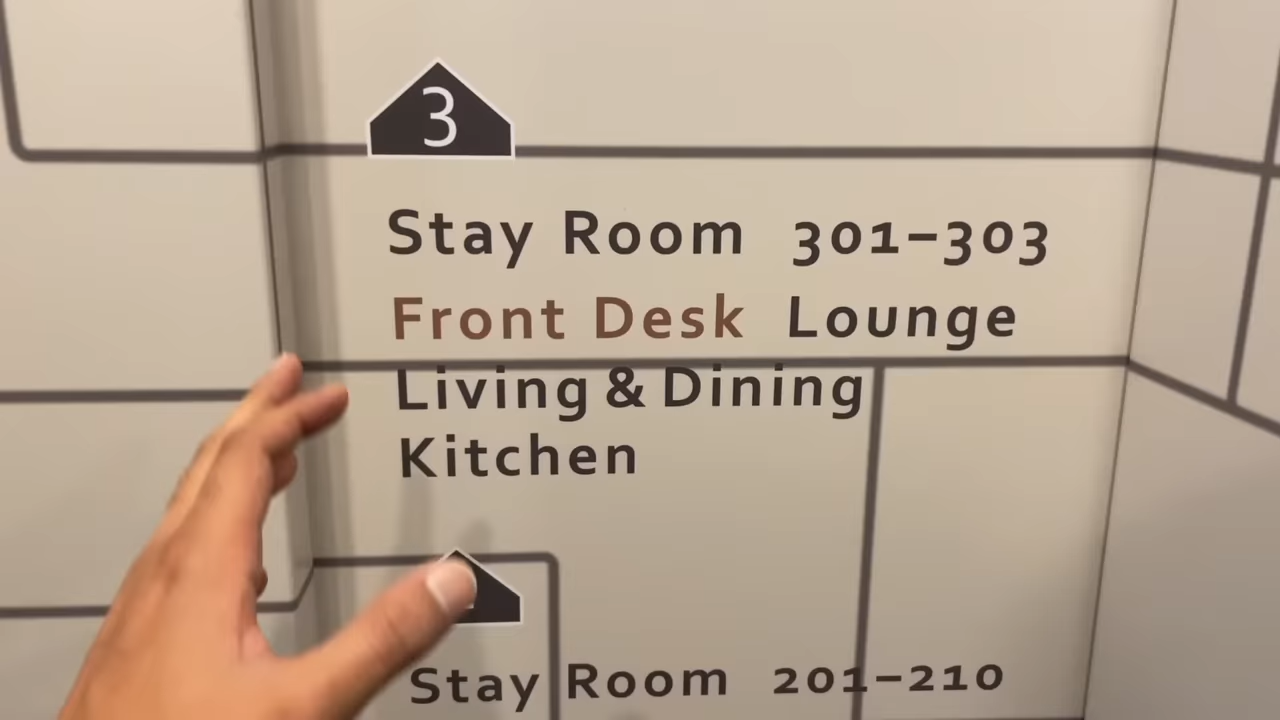 3
Stay Room 301–303
Front Desk Lounge
Living & Dining
Kitchen
Stay Room 201–210